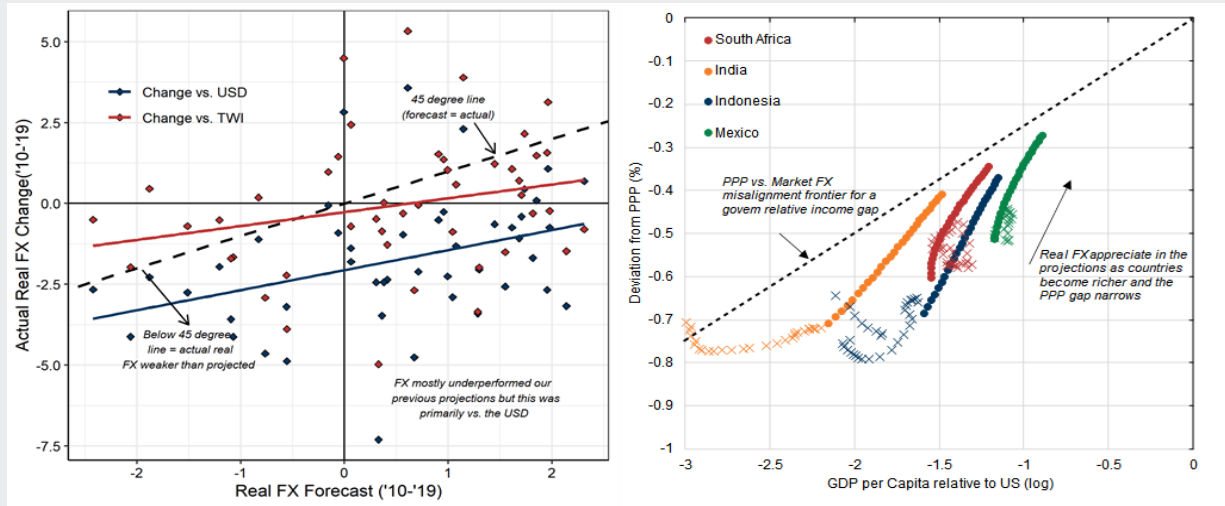 5.0
2.5
0.0
-2.5
-5.0
-7.5
Actual Real FX Change('10-'19)
Change vs. USD
Change vs. TWI
45 degree line
(forecast = actual)
Below 45 degree
line = actual real
FX weaker than projected
FX mostly underperformed our
previous projections but this was
primarily vs. the USD
-2
-1
0
1
2
Real FX Forecast ('10-'19)
0
-0.1
-0.2
-0.3
-0.4
-0.5
-0.6
-0.7
-0.8
-0.9
-1
Deviation from PPP (%)
South Africa
India
Indonesia
Mexico
PPP vs. Market FX
misalignment frontier for a
govem relative income gap
Real FX appreciate in the
projections as countries
become richer and the
PPP gap narrows
-3
-2.5
-2
-1.5
-1
-0.5
0
GDP per Capita relative to US (log)